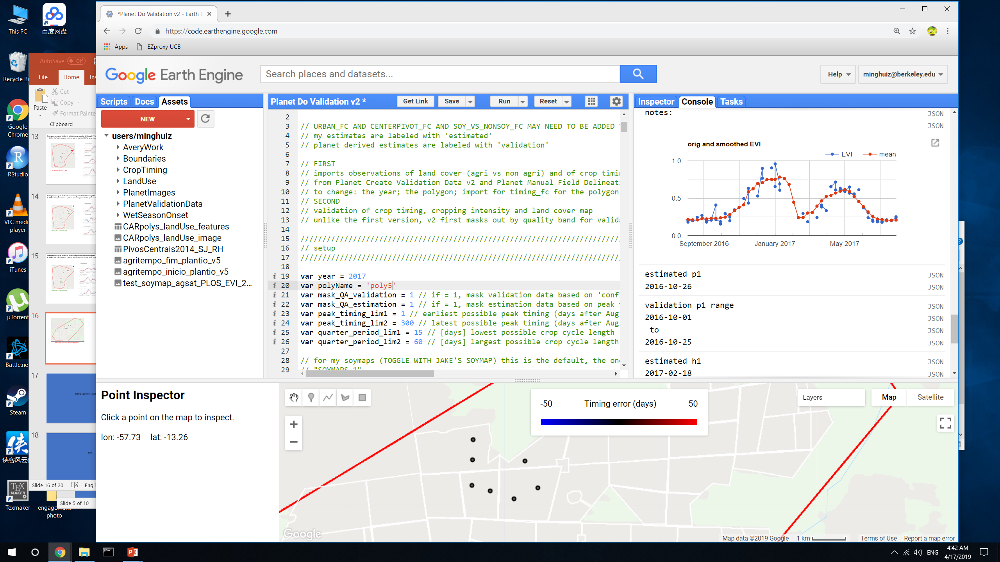 This PC
百度网盘
Recycle Bi
Google
Chrome
RStudio
VLC medi
player
iTunes
µTorrent
Battle.ne
Steam
侠客风云
Texmaker
engagement
photo
AutoSave Off
File Home Ins
Cut
Copy
Paste
Format Painte
Clipboard
13
14
15
16
17
18
Slide 16 of 20 Engli
Slide 5 of 10
*Planet Do Validation v2 - Earth E
https://code.earthengine.google.com
Apps EZproxy UCB
Google Earth Engine
Search places and datasets...
Help minghuiz@berkeley.edu
Scripts Docs Assets
NEW
users/minghuiz
AveryWork
Boundaries
CropTiming
LandUse
PlanetImages
PlanetValidationData
WetSeasonOnset
CARpolys_landUse_features
CARpolys_landUse_image
PivosCentrais2014_SJ_RH
agritempo_fim_plantio_v5
agritempo_inicio_plantio_v5
test_soymap_agsat_PLOS_EVI_2...
Planet Do Validation v2 * Get Link Save Run Reset
2
3 // URBAN_FC AND CENTERPIVOT_FC AND SOY_VS_NONSOY_FC MAY NEED TO BE ADDED
4 // my estimates are labeled with 'estimated'
5 // planet derived estimates are labeled with 'validation'
6
7 // FIRST
8 // imports observations of land cover (agri vs non agri) and of crop timi
9 // from Planet Create Validation Data v2 and Planet Manual Field Delineati
10 // to change: the year; the polygon; import for timing_fc for the polygon
11 // SECOND
12 // validation of crop timing, cropping intensity and land cover map
13 // unlike the first version, v2 first masks out by quality band for valida
14
15 //////////////////////////////////////////////////////////////////////////
16 // setup
17 //////////////////////////////////////////////////////////////////////////
18
i 19 var year = 2017
i 20 var polyName = 'poly5'
i 21 var mask_QA_validation = 1 // if = 1, mask validation data based on 'conf
i 22 var mask_QA_estimation = 1 // if = 1, mask estimation data based on peak
i 23 var peak_timing_lim1 = 1 // earliest possible peak timing (days after Aug
i 24 var peak_timing_lim2 = 300 // latest possible peak timing (days after Aug
i 25 var quarter_period_lim1 = 15 // [days] lowest possible crop cycle length
i 26 var quarter_period_lim2 = 60 // [days] largest possible crop cycle length
27
28 // for my soymaps (TOGGLE WITH JAKE'S SOYMAP) this is the default, the on
29 // "SOYMAPS 1"
Inspector Console Tasks
notes: JSON
JSON
orig and smoothed EVI
EVI mean
1.0
0.5
0.0
September 2016 January 2017 May 2017
estimated p1 JSON
2016-10-26 JSON
validation p1 range JSON
2016-10-01 JSON
to JSON
2016-10-25 JSON
estimated h1 JSON
2017-02-18 JSON
Point Inspector
Click a point on the map to inspect.
lon: -57.73 lat: -13.26
-50 Timing error (days) 50
Layers Map Satellite
Google
Map data ©2019 Google 1 km Terms of Use Report a map error
ENG
4:42 AM
4/17/2019